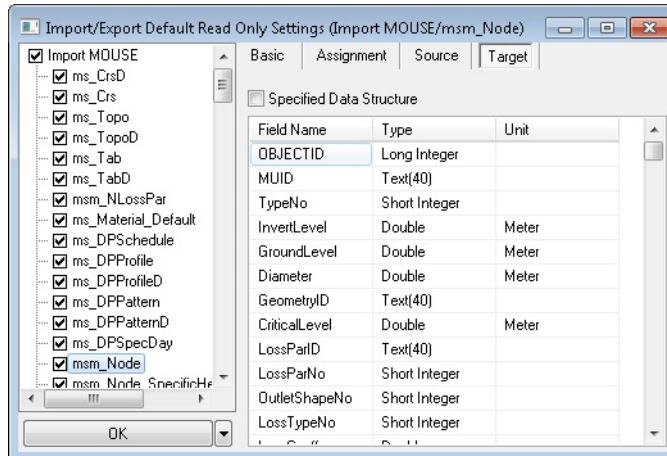 Import/Export Default Read Only Settings (Import MOUSE/msm_Node)
Import MOUSE
ms_CrsD
ms_Crs
ms_Topo
ms_TopoD
ms_Tab
ms_TabD
msm_NLossPar
ms_Material_Default
ms_DPSchedule
ms_DPProfile
ms_DPProfileD
ms_DPPattern
ms_DPPatternD
ms_DPSpecDay
msm_Node
msm_Node_SpecificHe
OK
Basic Assignment Source Target
Specified Data Structure
Field Name Type Unit
OBJECTID Long Integer
MUID Text(40)
TypeNo Short Integer
InvertLevel Double Meter
GroundLevel Double Meter
Diameter Double Meter
GeometryID Text(40)
CriticalLevel Double Meter
LossParID Text(40)
LossParNo Short Integer
OutletShapeNo Short Integer
LossTypeNo Short Integer